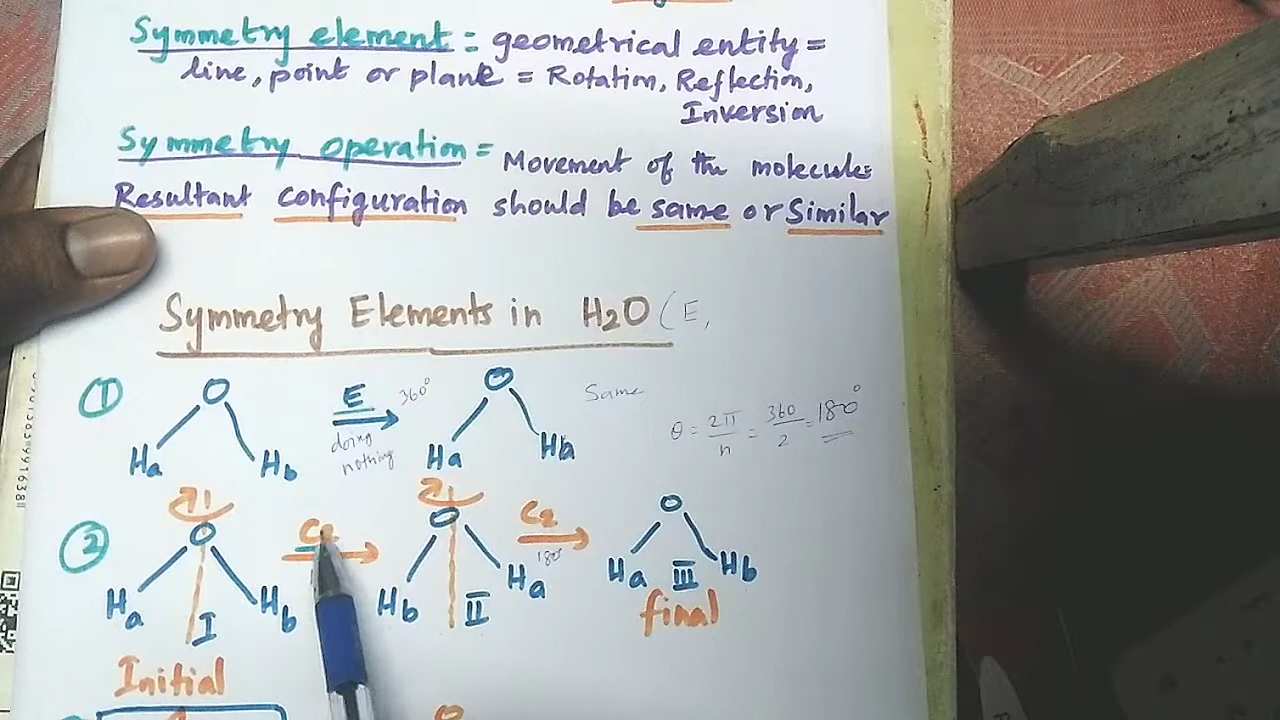 Symmetry element = geometrical entity =
line, point or plane = Rotation, Reflection,
Inversion
Symmetry operation = Movement of the molecule =
Resultant configuration should be same or Similar
Symmetry Elements in H2O (E,
1
O
Ha Hb
E
360°
doing
nothing
O
Ha Hb
Same
θ = 2π/n = 360/2 = 180°
2
O
Ha Hb
I
Initial
C2
O
Hb Ha
II
C2
180°
O
Ha Hb
III
final